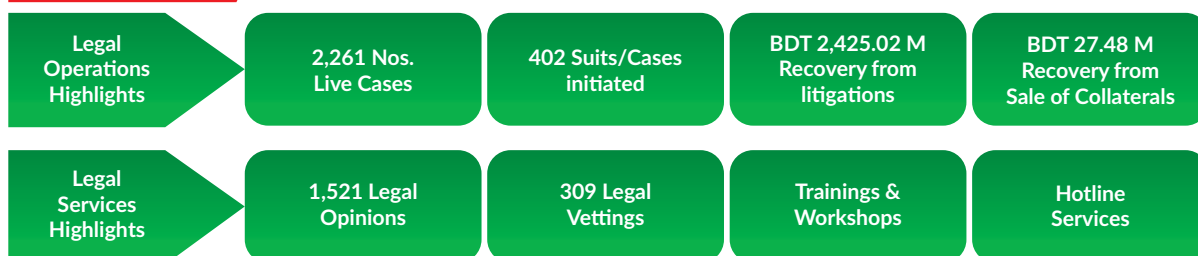 Legal
Operations
Highlights
2,261 Nos.
Live Cases
402 Suits/Cases
initiated
BDT 2,425.02 M
Recovery from
litigations
BDT 27.48 M
Recovery from
Sale of Collaterals
Legal
Services
Highlights
1,521 Legal
Opinions
309 Legal
Vettings
Trainings &
Workshops
Hotline
Services